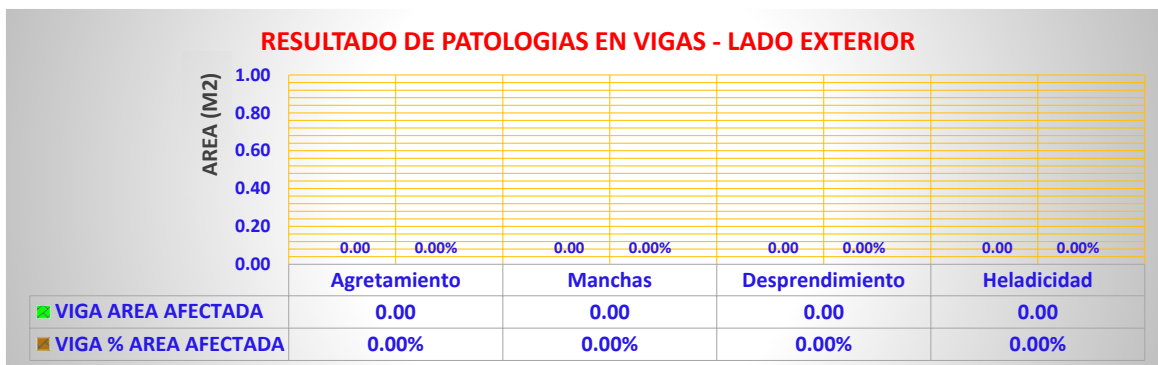 RESULTADO DE PATOLOGIAS EN VIGAS - LADO EXTERIOR
AREA (M2)
1.00
0.80
0.60
0.40
0.20
0.00
0.00 0.00% 0.00 0.00% 0.00 0.00% 0.00 0.00%
Agretamiento Manchas Desprendimiento Heladicidad
VIGA AREA AFECTADA 0.00 0.00 0.00 0.00
VIGA % AREA AFECTADA 0.00% 0.00% 0.00% 0.00%